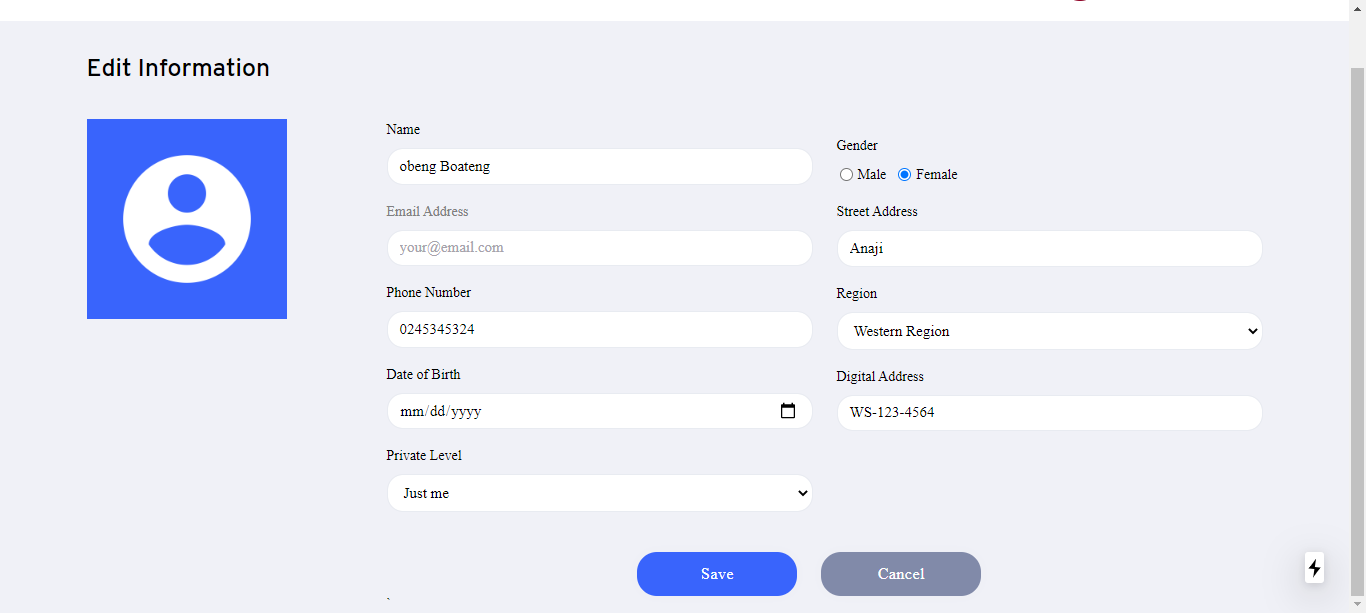 Edit Information
Name
obeng Boateng
Gender
Male Female
Email Address
your@email.com
Street Address
Anaji
Phone Number
0245345324
Region
Western Region
Date of Birth
mm/dd/yyyy
Digital Address
WS-123-4564
Private Level
Just me
Save Cancel
`